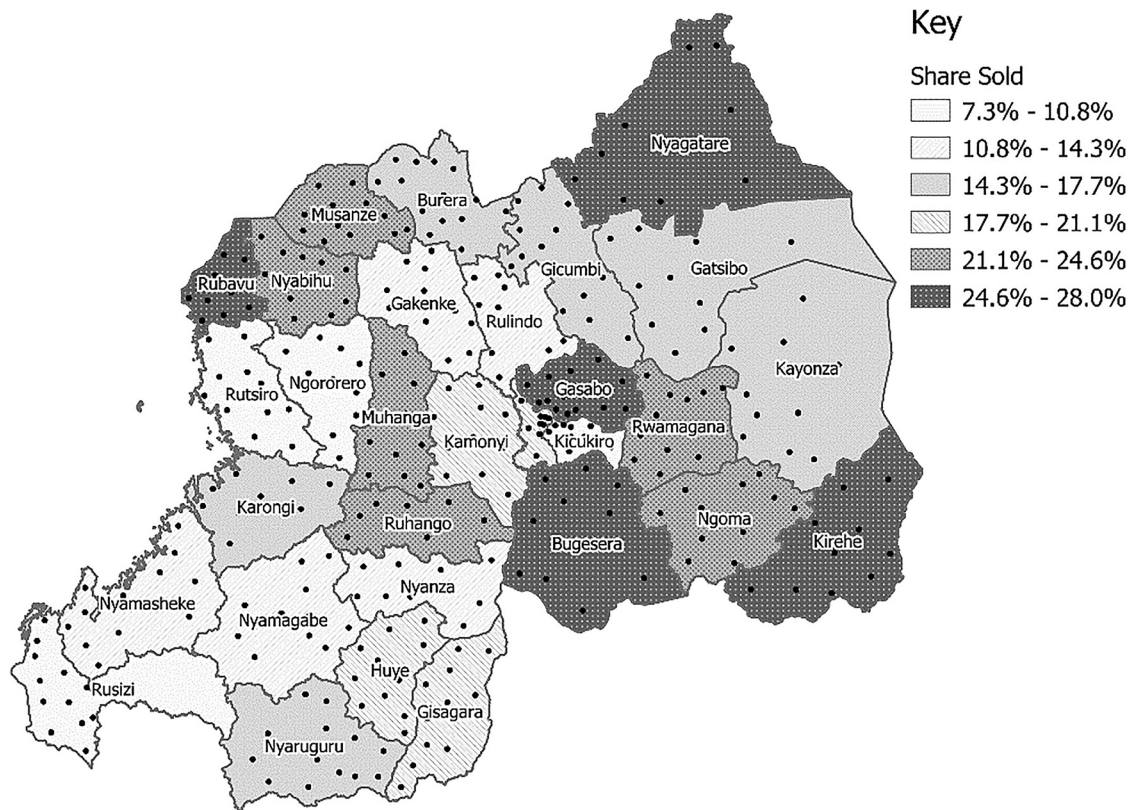 Key
Share Sold
7.3% - 10.8%
10.8% - 14.3%
14.3% - 17.7%
17.7% - 21.1%
21.1% - 24.6%
24.6% - 28.0%
Nyagatare
Burera
Musanze
Gicumbi
Gatsibo
Rubavu
Nyabihu
Gakenke
Rulindo
Kayonza
Rutsiro
Ngororero
Gasabo
Muhanga
Kamonyi
Kicukiro
Rwamagana
Karongi
Ruhango
Ngoma
Bugesera
Kirehe
Nyamasheke
Nyanza
Nyamagabe
Huye
Rusizi
Gisagara
Nyaruguru